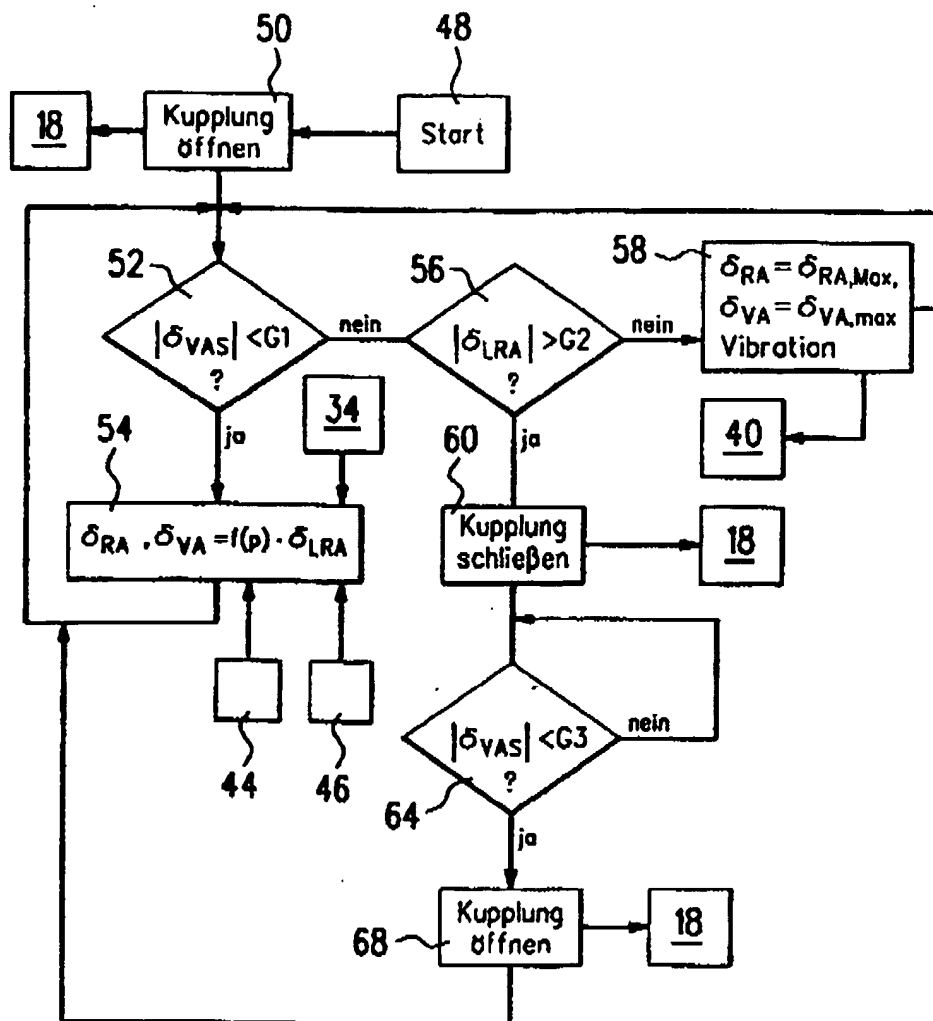 50
48
18
Kupplung
öffnen
Start
52
|δVAS| <G1
?
nein
56
|δLRA| >G2
?
nein
58
δRA = δRA,Max,
δVA = δVA,max
Vibration
ja
34
ja
40
54
δRA , δVA = f(p) · δLRA
60
Kupplung
schließen
18
44
46
|δVAS| <G3
?
nein
64
ja
68
Kupplung
öffnen
18